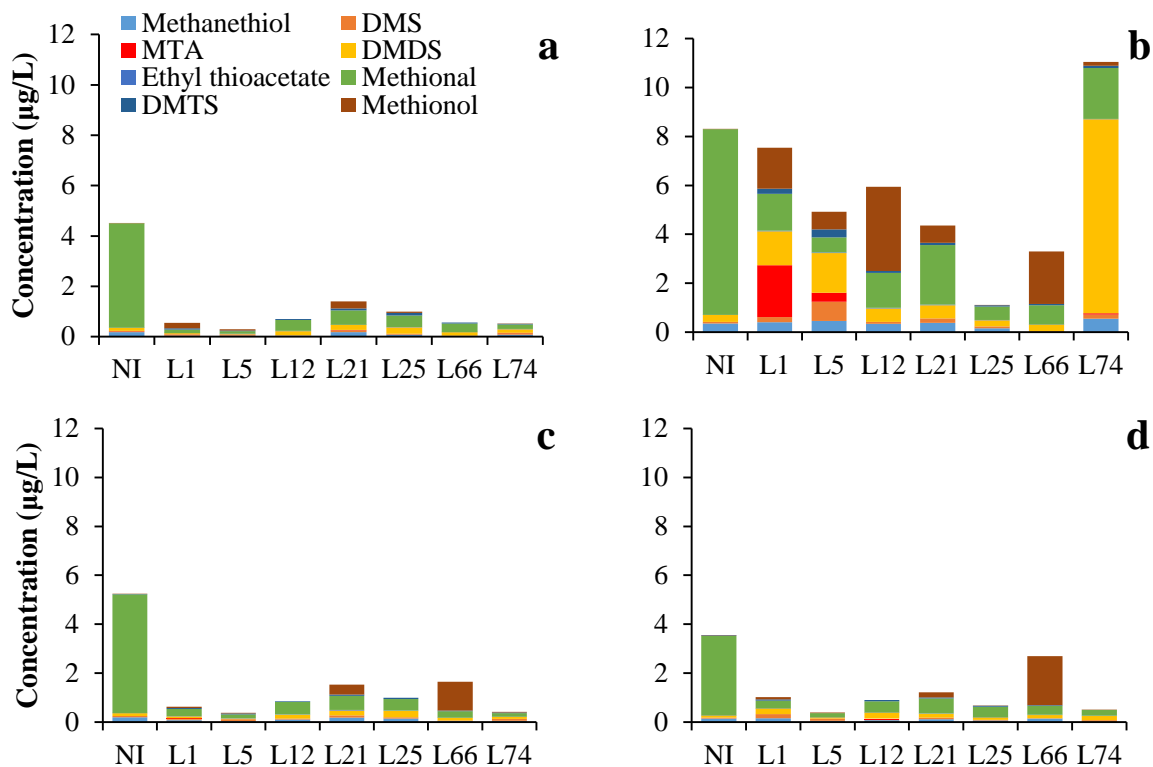 Methanethiol DMS
MTA DMDS
Ethyl thioacetate Methional
DMTS Methionol
a
Concentration (µg/L)
12
10
8
6
4
2
0
NI L1 L5 L12 L21 L25 L66 L74
b
12
10
8
6
4
2
0
NI L1 L5 L12 L21 L25 L66 L74
c
Concentration (µg/L)
12
10
8
6
4
2
0
NI L1 L5 L12 L21 L25 L66 L74
d
12
10
8
6
4
2
0
NI L1 L5 L12 L21 L25 L66 L74